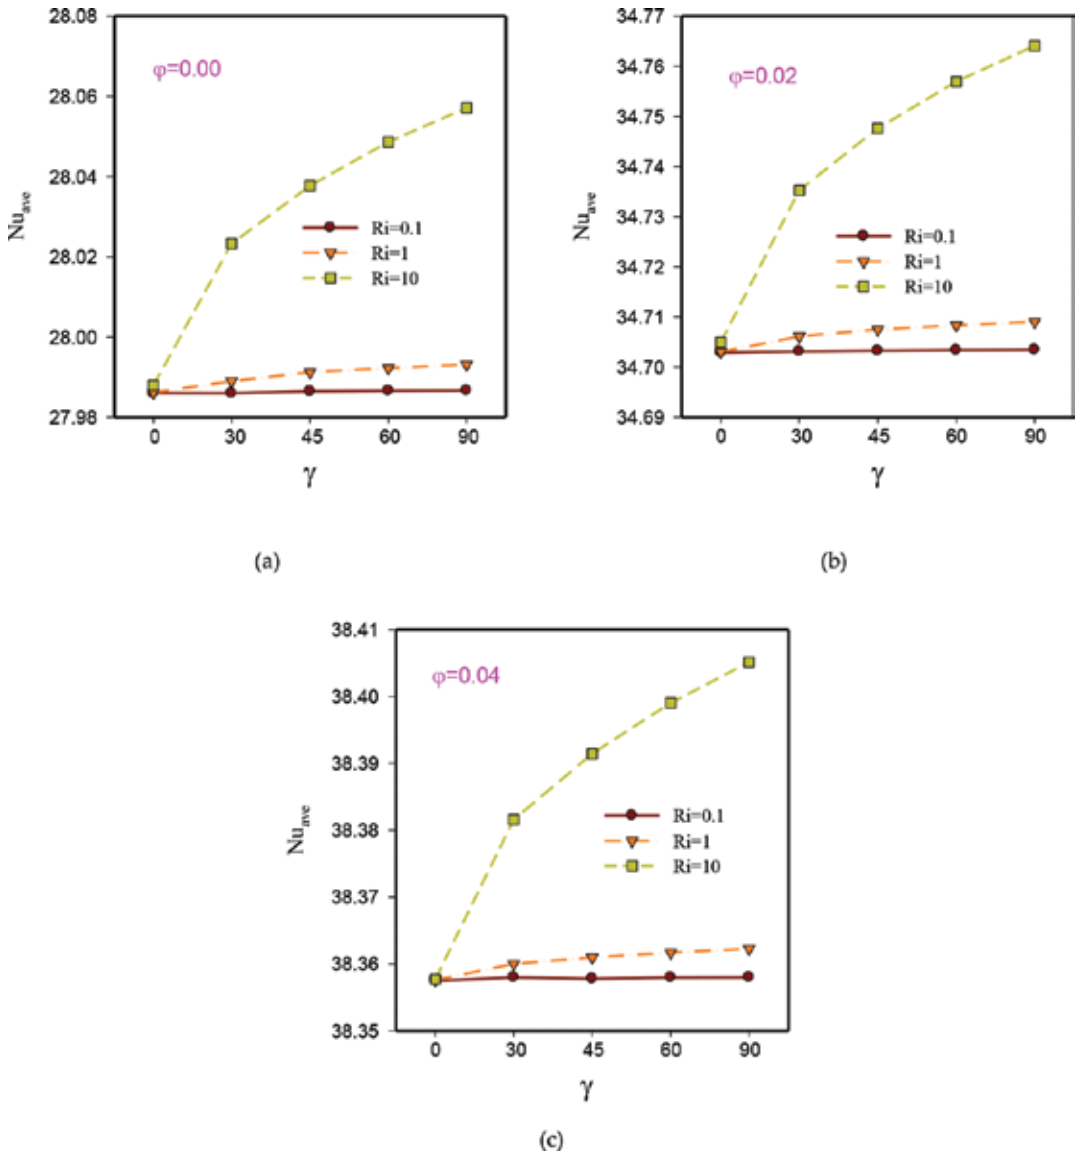 φ=0.00
Nu_ave
28.08
28.06
28.04
28.02
28.00
27.98
Ri=0.1
Ri=1
Ri=10
0 30 45 60 90
γ
(a)
φ=0.02
Nu_ave
34.77
34.76
34.75
34.74
34.73
34.72
34.71
34.70
34.69
Ri=0.1
Ri=1
Ri=10
0 30 45 60 90
γ
(b)
φ=0.04
Nu_ave
38.41
38.40
38.39
38.38
38.37
38.36
38.35
Ri=0.1
Ri=1
Ri=10
0 30 45 60 90
γ
(c)